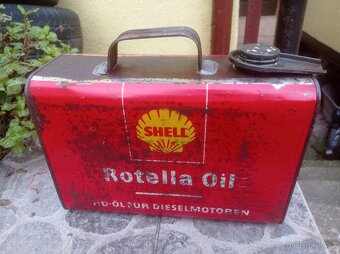 SHELL
Rotella Oil
HD-ÖL FÜR DIESELMOTOREN